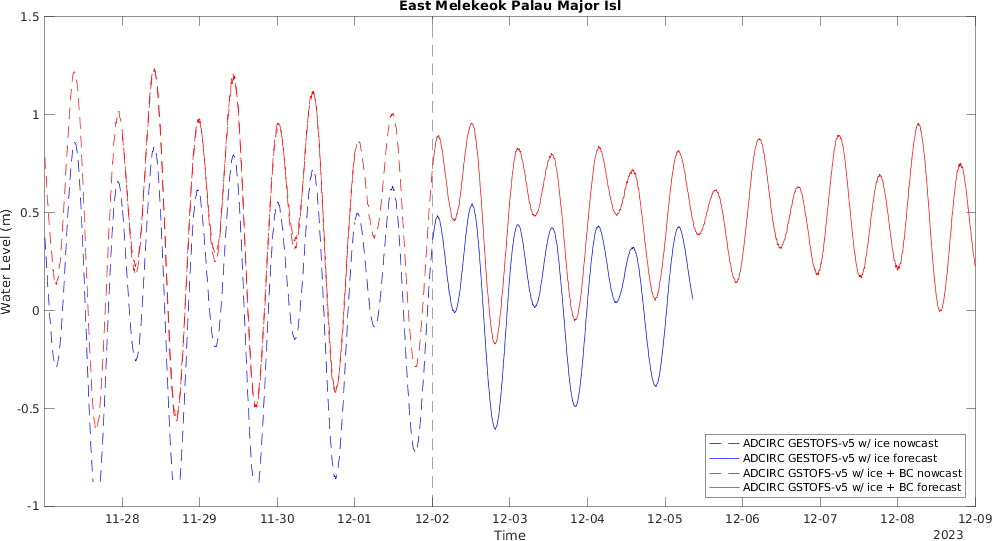 East Melekeok Palau Major Isl
1.5
1
0.5
0
-0.5
-1
Water Level (m)
ADCIRC GESTOFS-v5 w/ ice nowcast
ADCIRC GESTOFS-v5 w/ ice forecast
ADCIRC GSTOFS-v5 w/ ice + BC nowcast
ADCIRC GSTOFS-v5 w/ ice + BC forecast
11-28 11-29 11-30 12-01 12-02 12-03 12-04 12-05 12-06 12-07 12-08 12-09
Time
2023